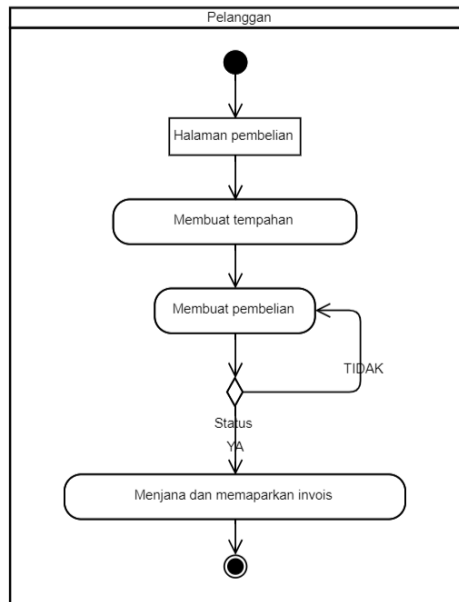 Pelanggan
Halaman pembelian
Membuat tempahan
Membuat pembelian
TIDAK
Status
YA
Menjana dan memaparkan invois